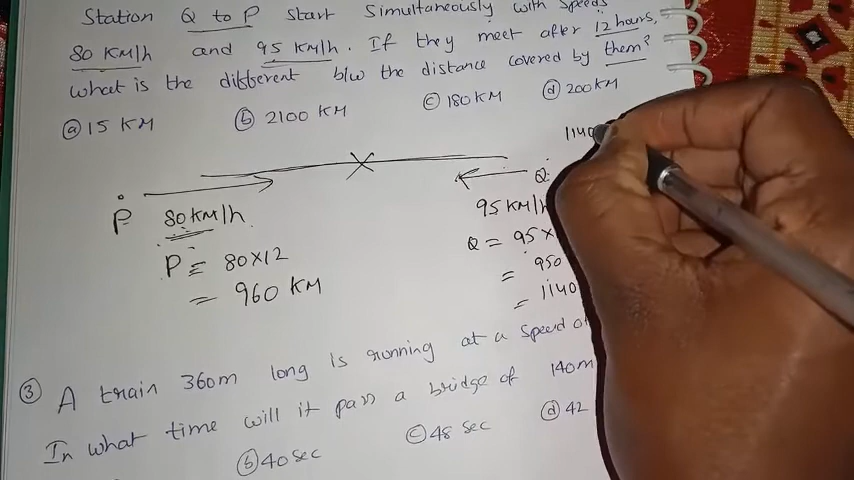 Station Q to P start simultaneously with speeds
80 KM/h and 95 KM/h. If they meet after 12 hours,
what is the different b/w the distance covered by them?
ⓐ 15 KM ⓑ 2100 KM ⓒ 180 KM ⓓ 200 KM
1140
P Q
80 KM/h 95 KM/h
P = 80×12 Q = 95×
= 960 KM = 950
= 1140
③ A train 360m long is running at a speed of
In what time will it pass a bridge of 140m
ⓑ 40 sec ⓒ 48 sec ⓓ 42